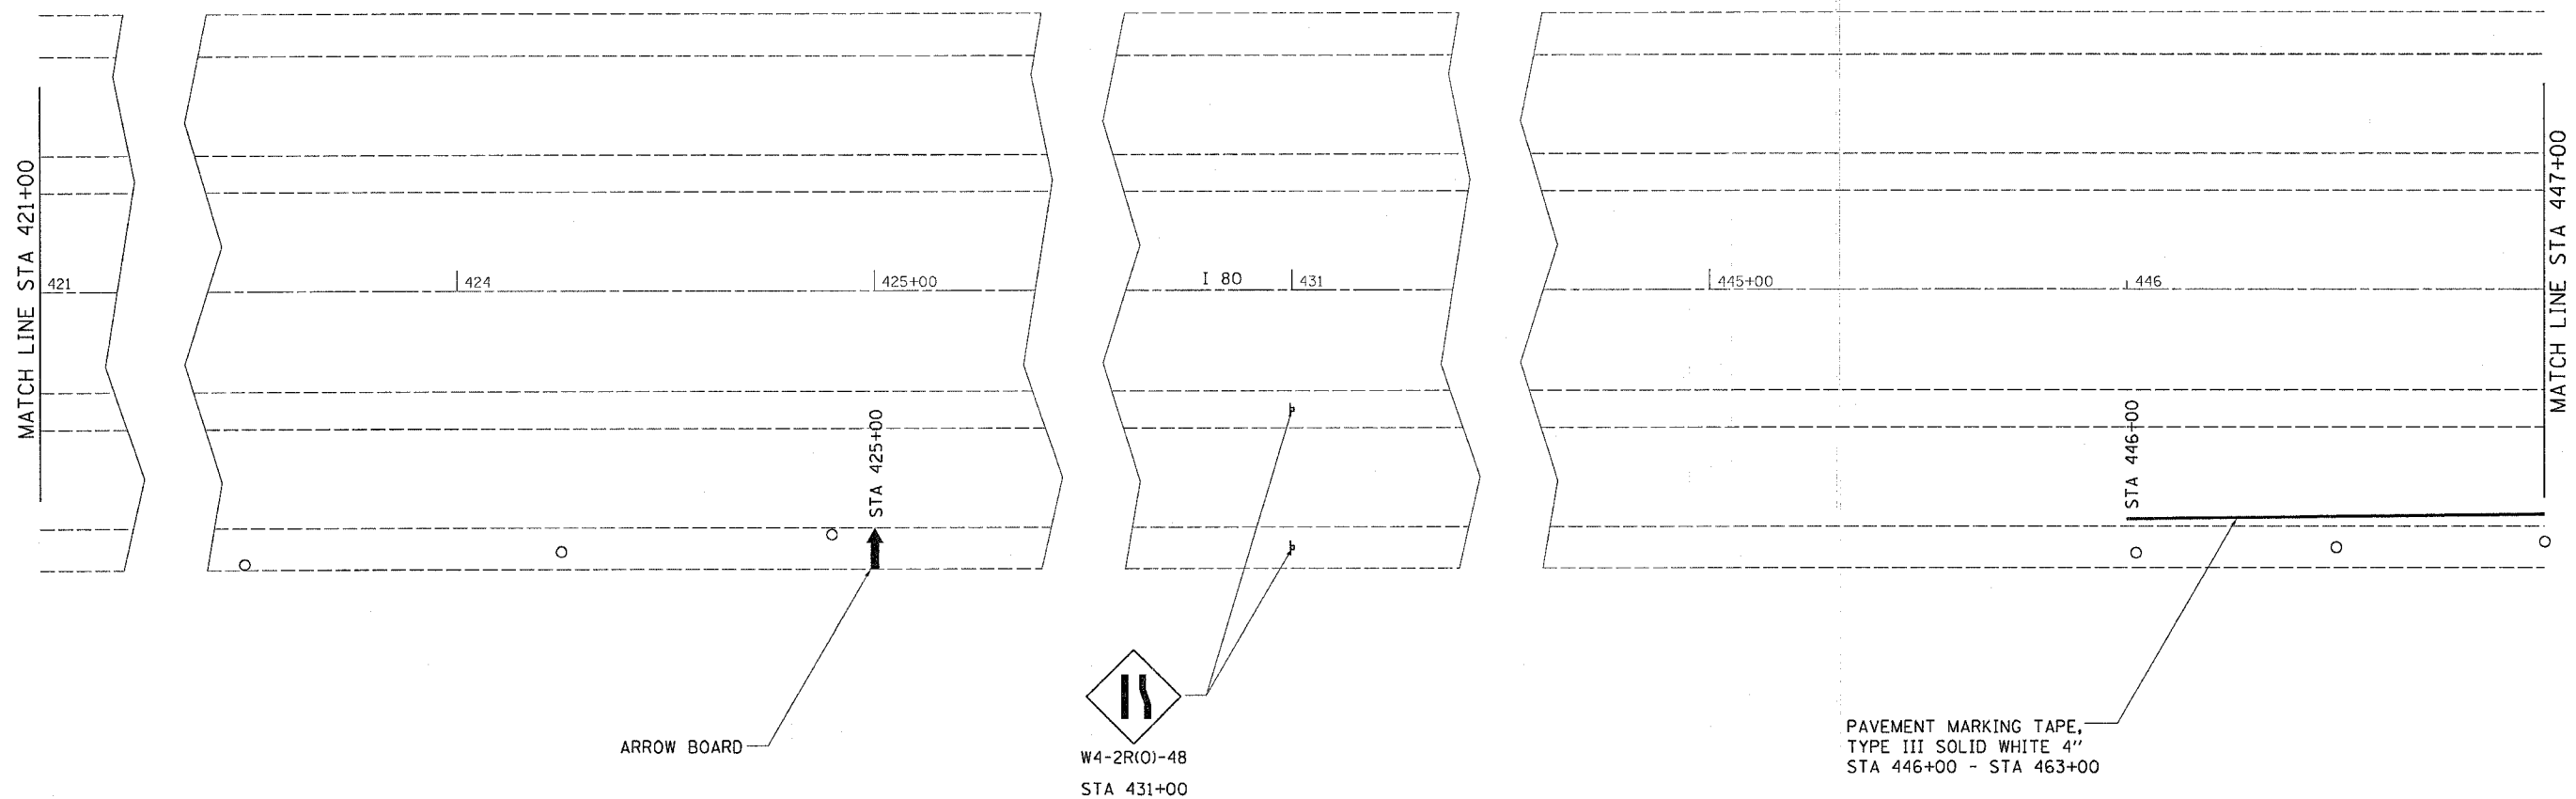 MATCH LINE STA 421+00
421
424
425+00
I 80
431
445+00
446
MATCH LINE STA 447+00
STA 425+00
STA 446+00
ARROW BOARD
W4-2R(O)-48
STA 431+00
PAVEMENT MARKING TAPE,
TYPE III SOLID WHITE 4"
STA 446+00 - STA 463+00